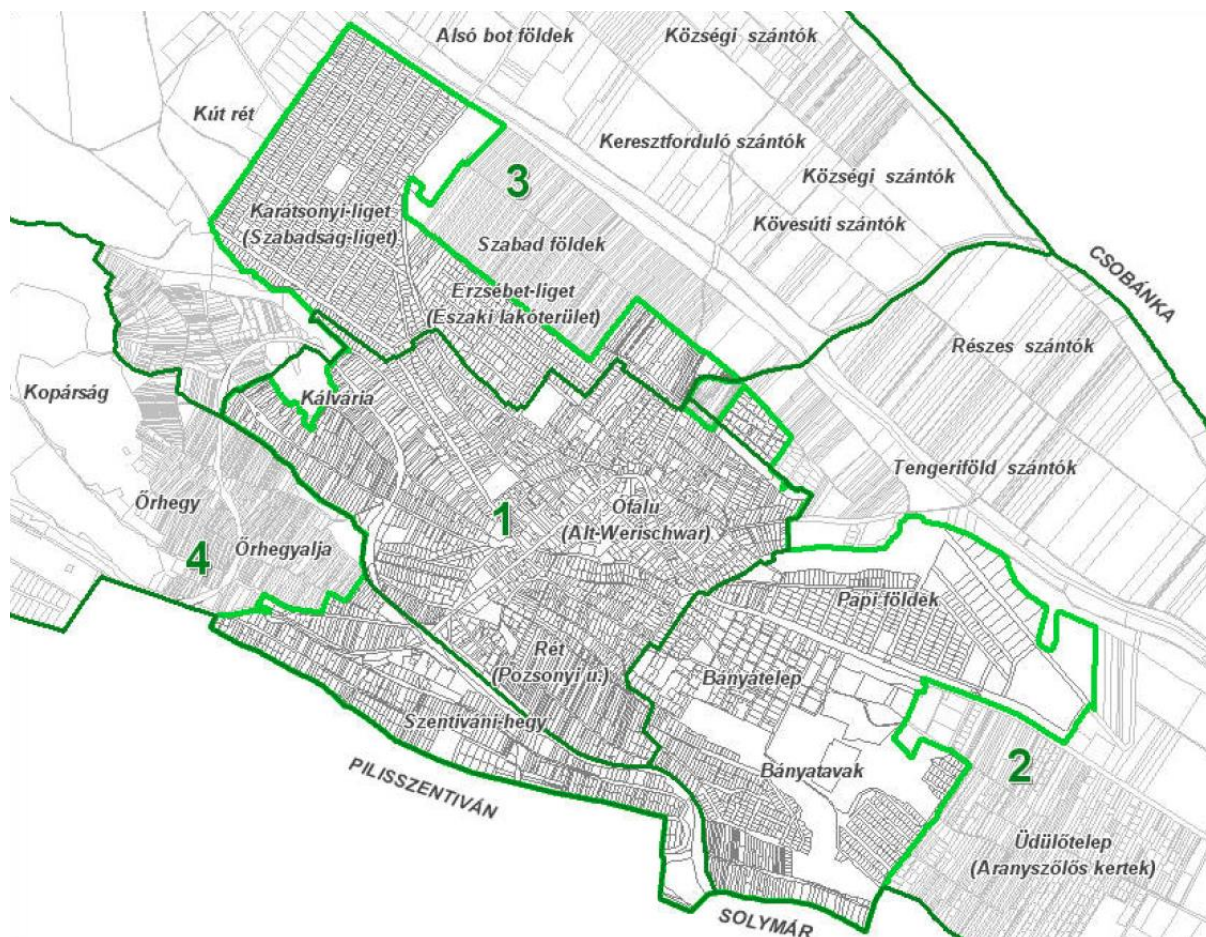 Alsó bot földek
Községi szántók
Kút rét
Keresztforduló szántók
3
Községi szántók
Karátsonyi-liget
(Szabadság-liget)
Kövesúti szántók
Szabad földek
CSOBÁNKA
Erzsébet-liget
(Északi lakóterület)
Részes szántók
Kopárság
Kálvária
Tengeriföld szántók
Őrhegy
Ófalu
(Alt-Werischwar)
1
Őrhegyalja
4
Papi földek
Rét
(Pozsonyi u.)
Bányatelep
Szentiváni-hegy
PILISSZENTIVÁN
Bányatavak
2
Üdülőtelep
(Aranyszőlős kertek)
SOLYMÁR